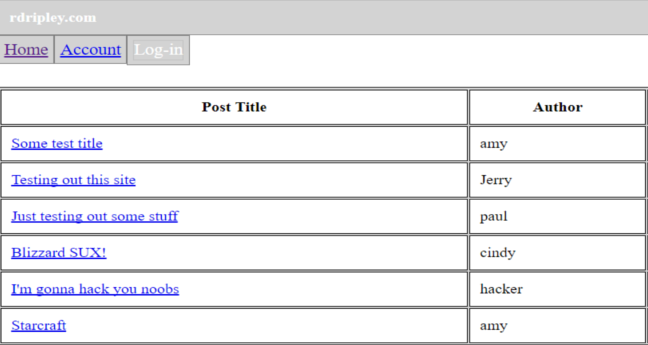 rdripley.com
Home Account Log-in
Post Title Author
Some test title amy
Testing out this site Jerry
Just testing out some stuff paul
Blizzard SUX! cindy
I'm gonna hack you noobs hacker
Starcraft amy